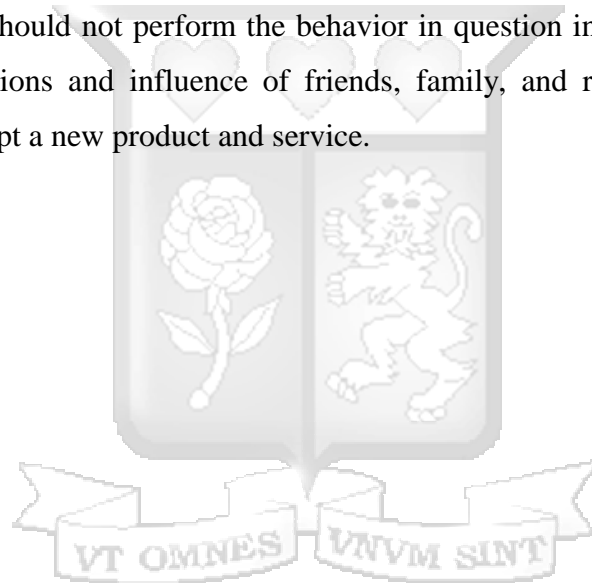 should not perform the behavior in question in
tions and influence of friends, family, and r
pt a new product and service.
VT OMNES VNVM SINT